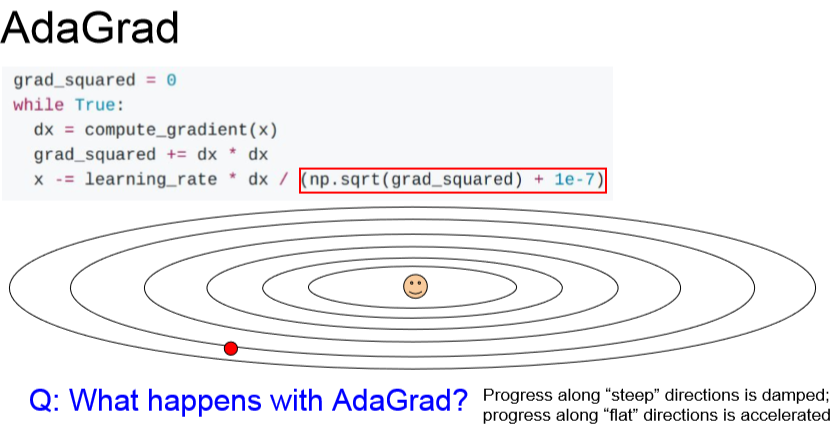 AdaGrad
grad_squared = 0
while True:
  dx = compute_gradient(x)
  grad_squared += dx * dx
  x -= learning_rate * dx / (np.sqrt(grad_squared) + 1e-7)
Q: What happens with AdaGrad?
Progress along “steep” directions is damped;
progress along “flat” directions is accelerated